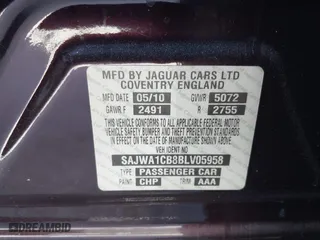 MFD BY JAGUAR CARS LTD
COVENTRY, ENGLAND
MFD 05/10 GVWR 5072
GAWR F 2491 R 2755
THIS VEHICLE CONFORMS TO ALL APPLICABLE FEDERAL
MOTOR VEHICLE SAFETY BUMPER AND THEFT PREVENTION
STANDARDS IN EFFECT ON THE DATE OF MANUFACTURE
SHOWN ABOVE
VEH IDENT NO
SAJWA1CB8BLV05958
TYPE PASSENGER CAR
PAINT CHP TRIM AAA
DREAMBID